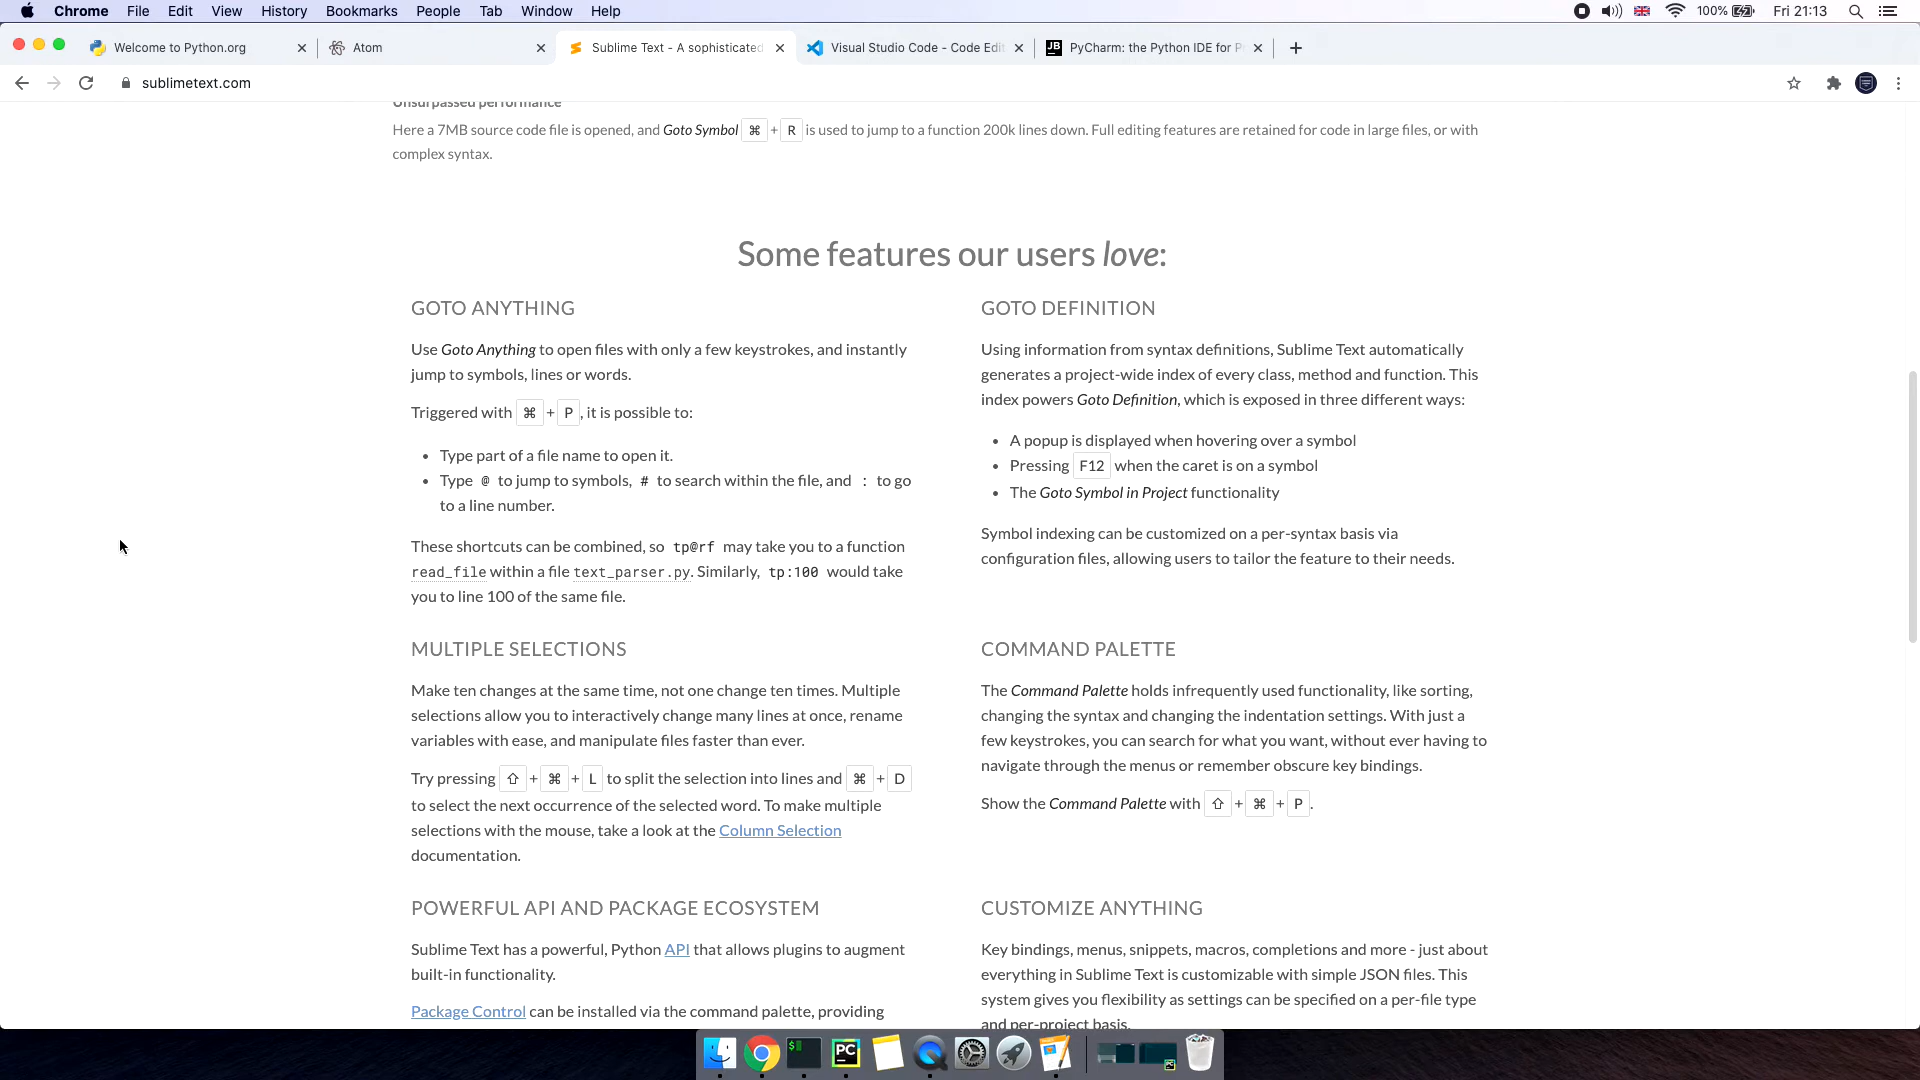 Chrome File Edit View History Bookmarks People Tab Window Help 100% Fri 21:13
Welcome to Python.org Atom Sublime Text - A sophisticated Visual Studio Code - Code Edit PyCharm: the Python IDE for P
sublimetext.com
Unsurpassed performance
Here a 7MB source code file is opened, and Goto Symbol ⌘ + R is used to jump to a function 200k lines down. Full editing features are retained for code in large files, or with
complex syntax.
Some features our users love:
GOTO ANYTHING
Use Goto Anything to open files with only a few keystrokes, and instantly
jump to symbols, lines or words.
Triggered with ⌘ + P, it is possible to:
• Type part of a file name to open it.
• Type @ to jump to symbols, # to search within the file, and : to go
to a line number.
These shortcuts can be combined, so tp@rf may take you to a function
read_file within a file text_parser.py. Similarly, tp:100 would take
you to line 100 of the same file.
GOTO DEFINITION
Using information from syntax definitions, Sublime Text automatically
generates a project-wide index of every class, method and function. This
index powers Goto Definition, which is exposed in three different ways:
• A popup is displayed when hovering over a symbol
• Pressing F12 when the caret is on a symbol
• The Goto Symbol in Project functionality
Symbol indexing can be customized on a per-syntax basis via
configuration files, allowing users to tailor the feature to their needs.
MULTIPLE SELECTIONS
Make ten changes at the same time, not one change ten times. Multiple
selections allow you to interactively change many lines at once, rename
variables with ease, and manipulate files faster than ever.
Try pressing ⇧ + ⌘ + L to split the selection into lines and ⌘ + D
to select the next occurrence of the selected word. To make multiple
selections with the mouse, take a look at the Column Selection
documentation.
COMMAND PALETTE
The Command Palette holds infrequently used functionality, like sorting,
changing the syntax and changing the indentation settings. With just a
few keystrokes, you can search for what you want, without ever having to
navigate through the menus or remember obscure key bindings.
Show the Command Palette with ⇧ + ⌘ + P.
POWERFUL API AND PACKAGE ECOSYSTEM
Sublime Text has a powerful, Python API that allows plugins to augment
built-in functionality.
Package Control can be installed via the command palette, providing
CUSTOMIZE ANYTHING
Key bindings, menus, snippets, macros, completions and more - just about
everything in Sublime Text is customizable with simple JSON files. This
system gives you flexibility as settings can be specified on a per-file type
and per-project basis.
PC